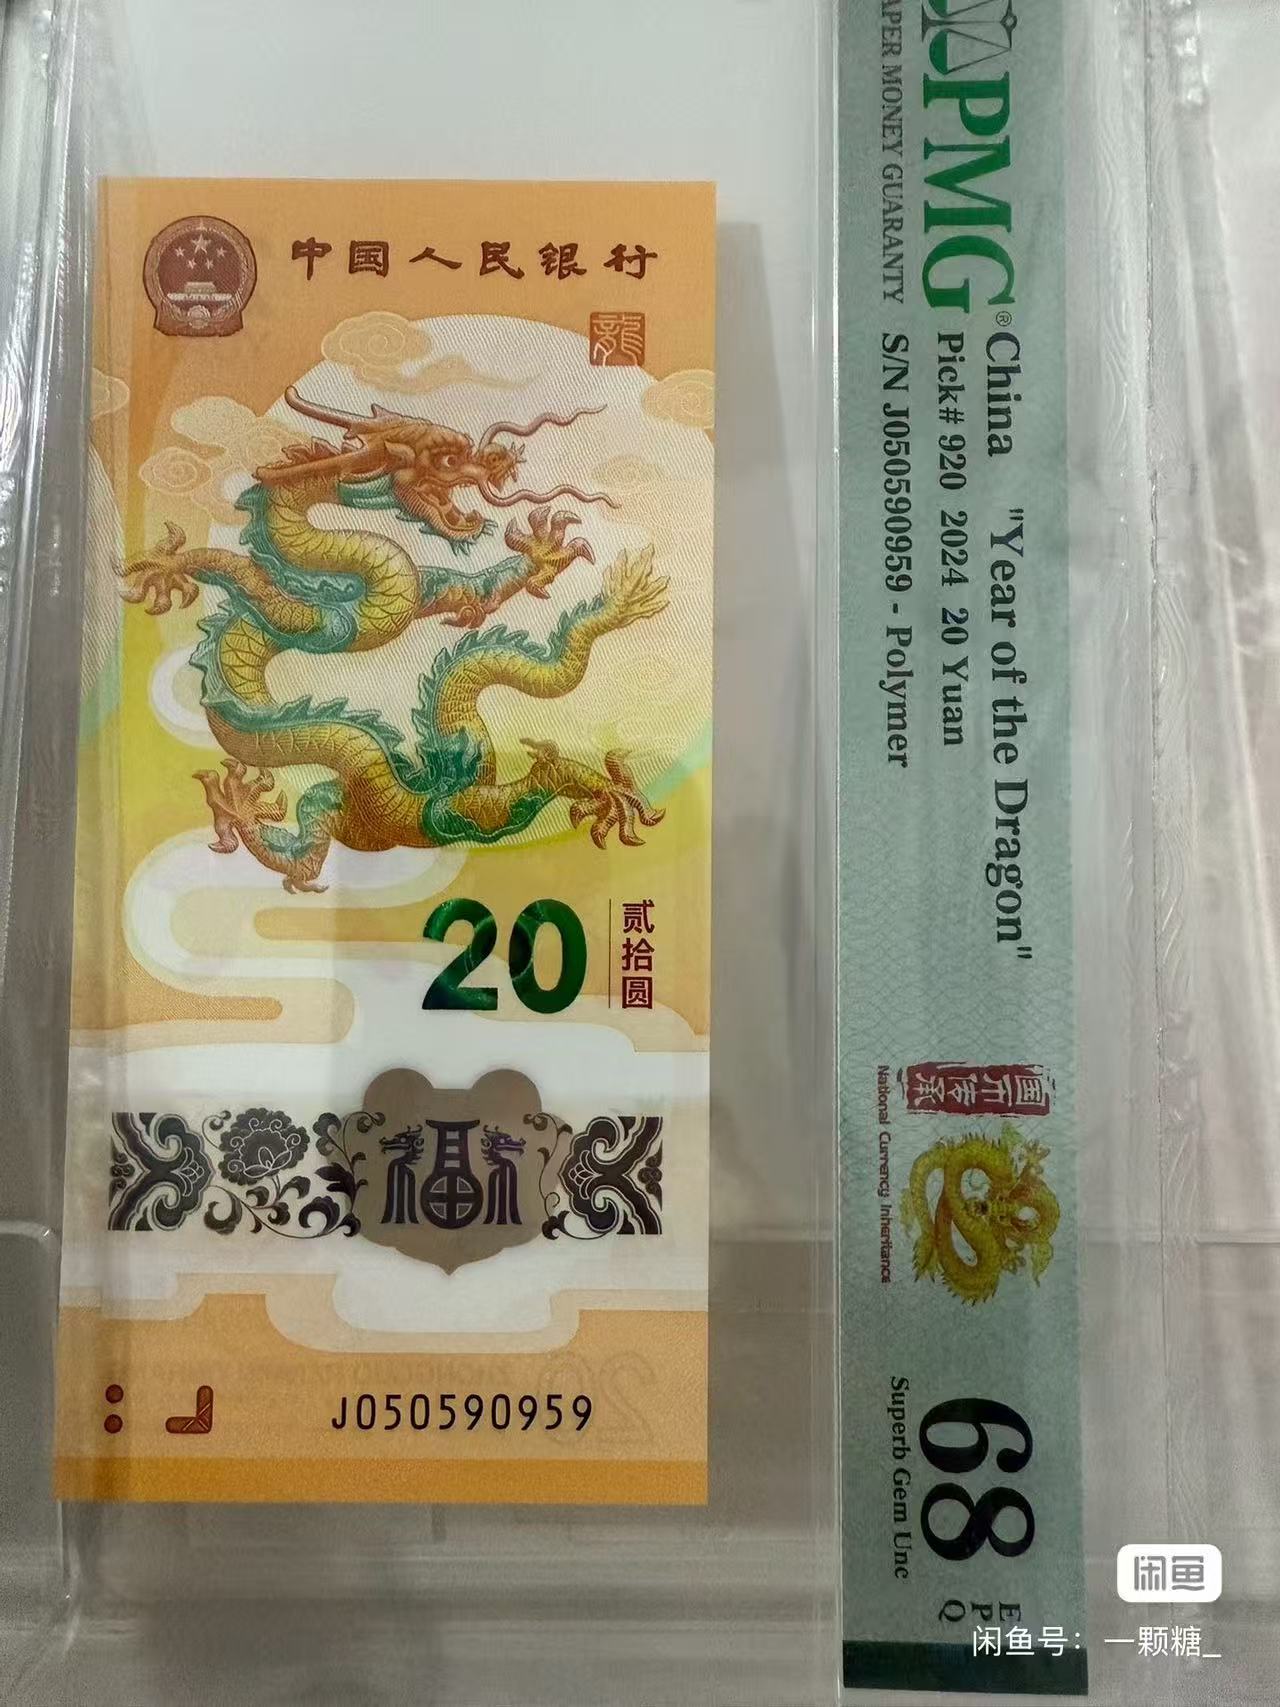 中国人民银行
龍
20
贰拾圆
福
J050590959
PMG®
APER MONEY GUARANTY
China "Year of the Dragon"
Pick# 920 2024 20 Yuan
S/N J050590959 - Polymer
国币传承
National Currency Inheritance
68
EPQ
Superb Gem Unc
闲鱼
闲鱼号：一颗糖_